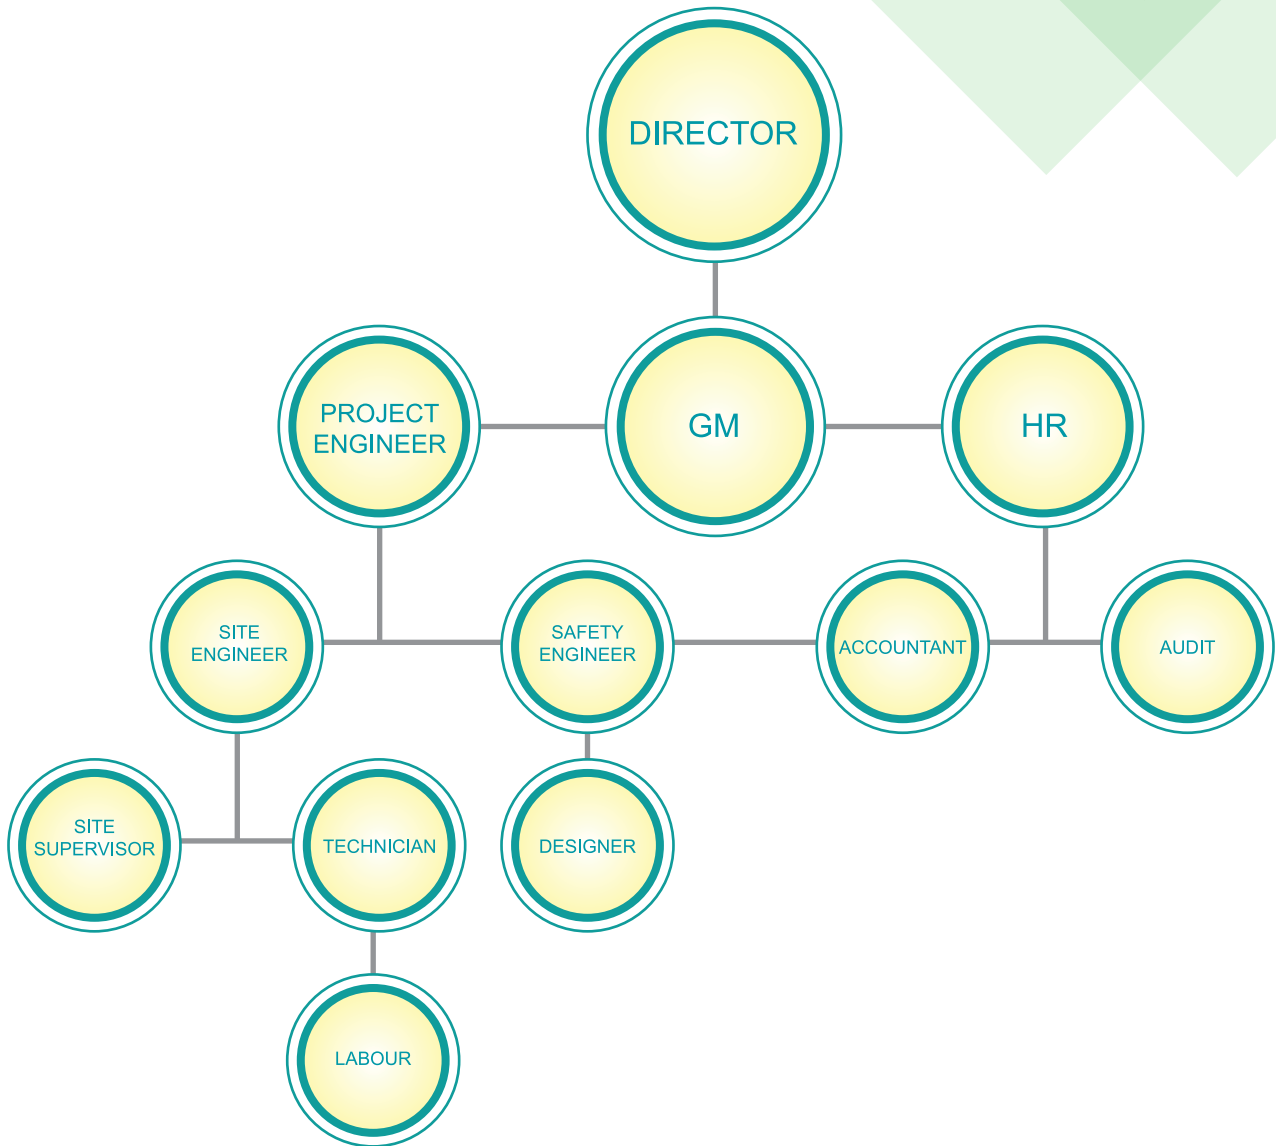 DIRECTOR
PROJECT
ENGINEER
GM
HR
SITE
ENGINEER
SAFETY
ENGINEER
ACCOUNTANT
AUDIT
SITE
SUPERVISOR
TECHNICIAN
DESIGNER
LABOUR